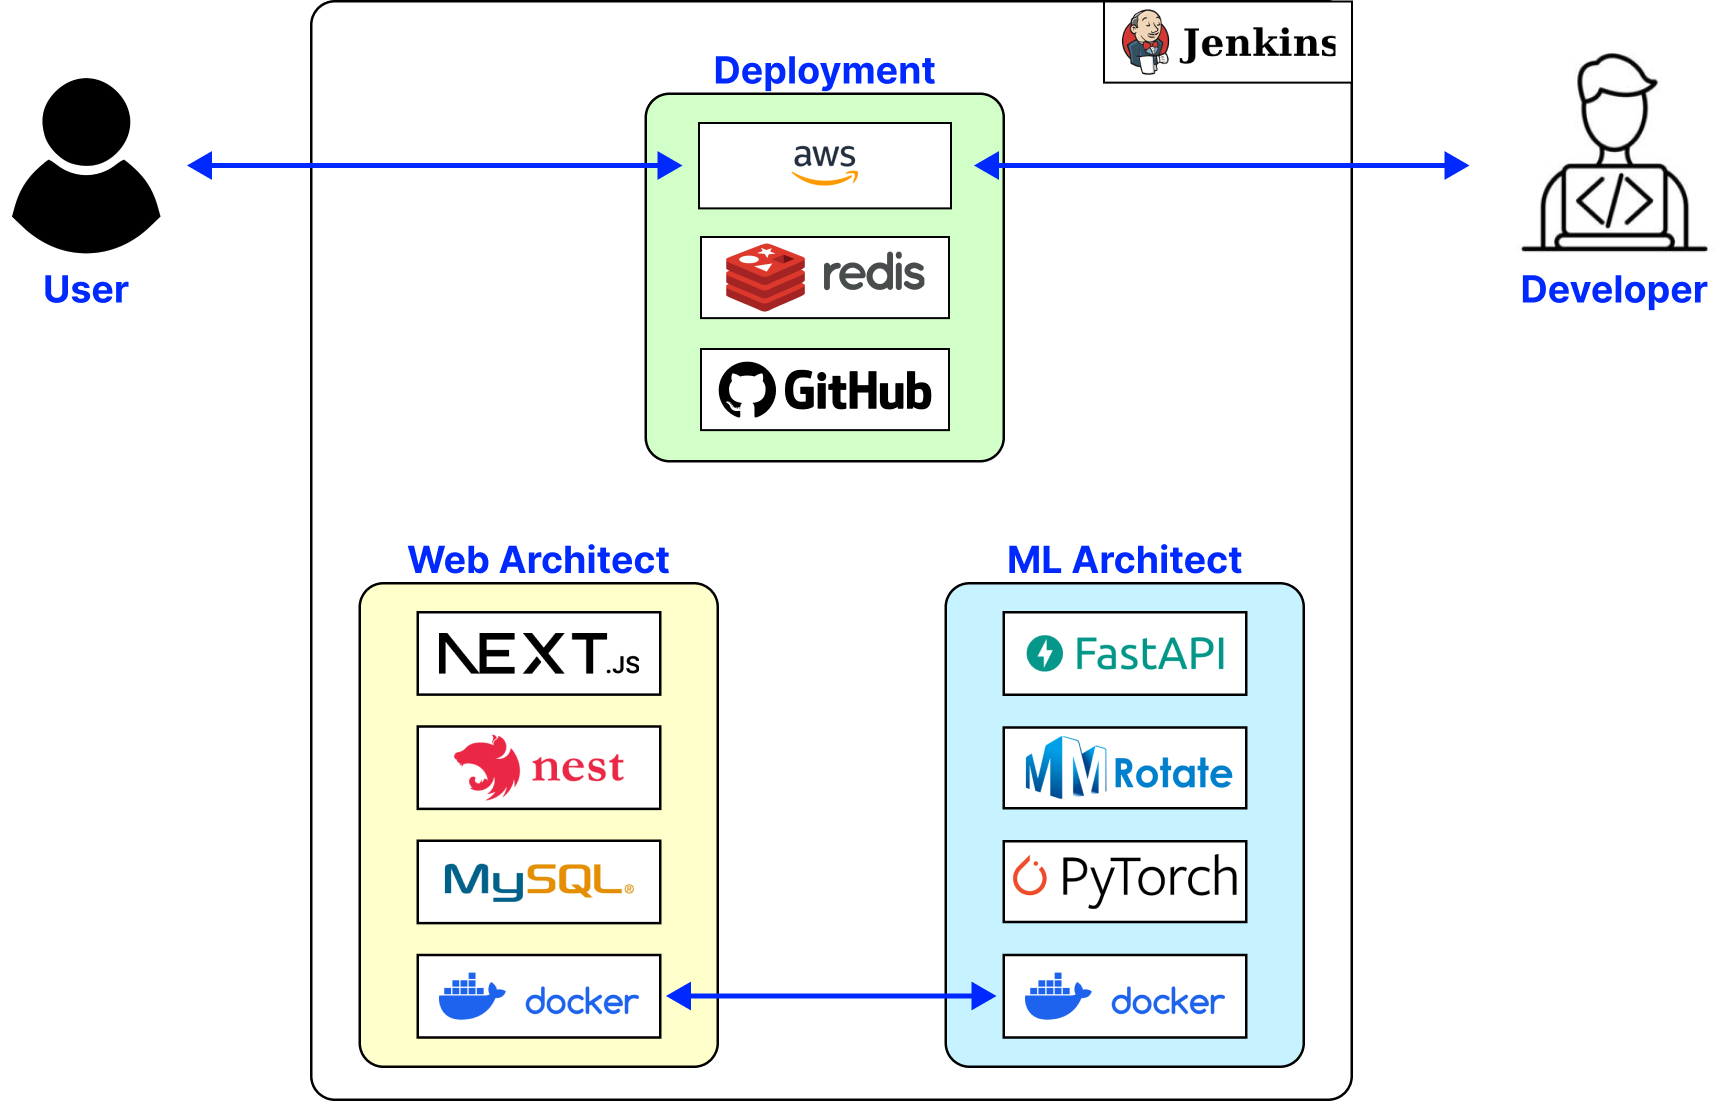 Jenkins
Deployment
aws
redis
GitHub
User
Developer
Web Architect
NEXT.JS
nest
MySQL®
docker
ML Architect
FastAPI
MMRotate
PyTorch
docker